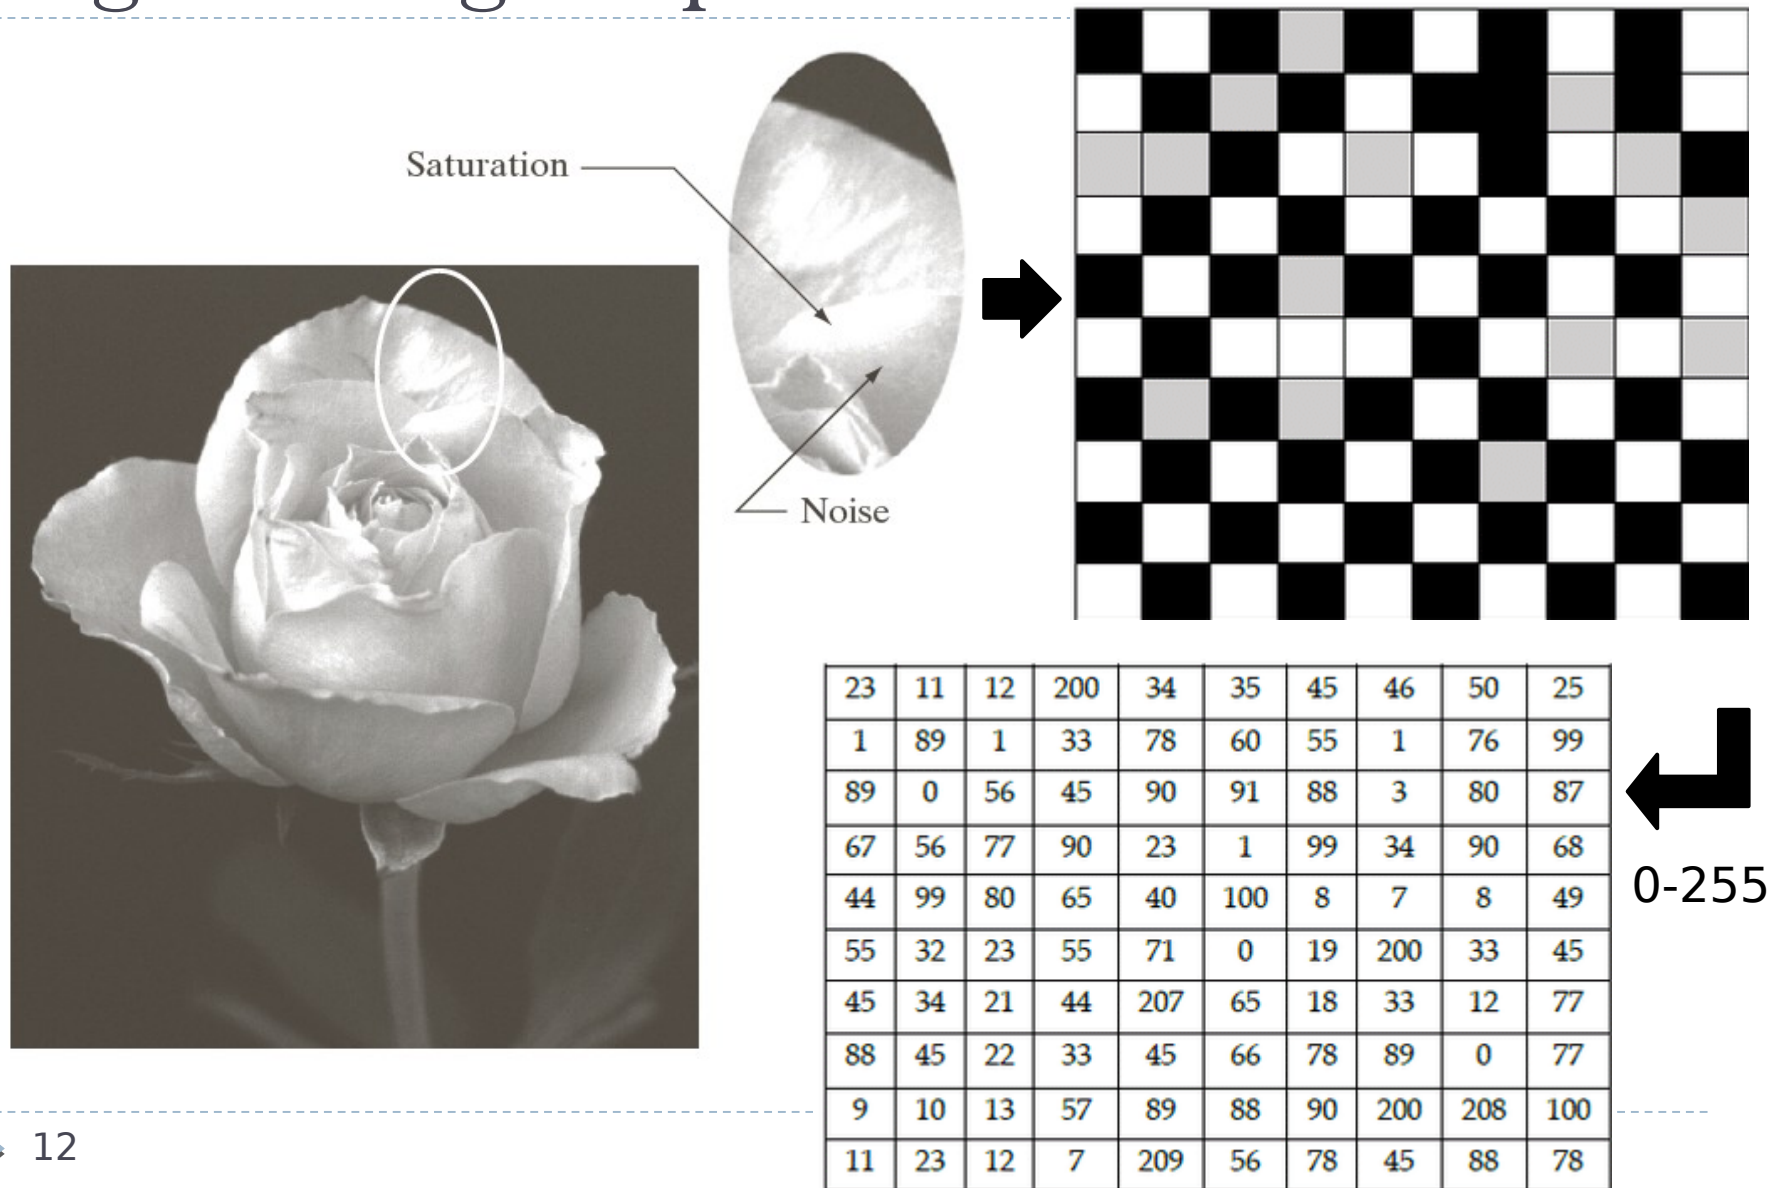 Saturation
Noise
23 11 12 200 34 35 45 46 50 25
1 89 1 33 78 60 55 1 76 99
89 0 56 45 90 91 88 3 80 87
67 56 77 90 23 1 99 34 90 68
44 99 80 65 40 100 8 7 8 49
55 32 23 55 71 0 19 200 33 45
45 34 21 44 207 65 18 33 12 77
88 45 22 33 45 66 78 89 0 77
9 10 13 57 89 88 90 200 208 100
11 23 12 7 209 56 78 45 88 78
0-255
12